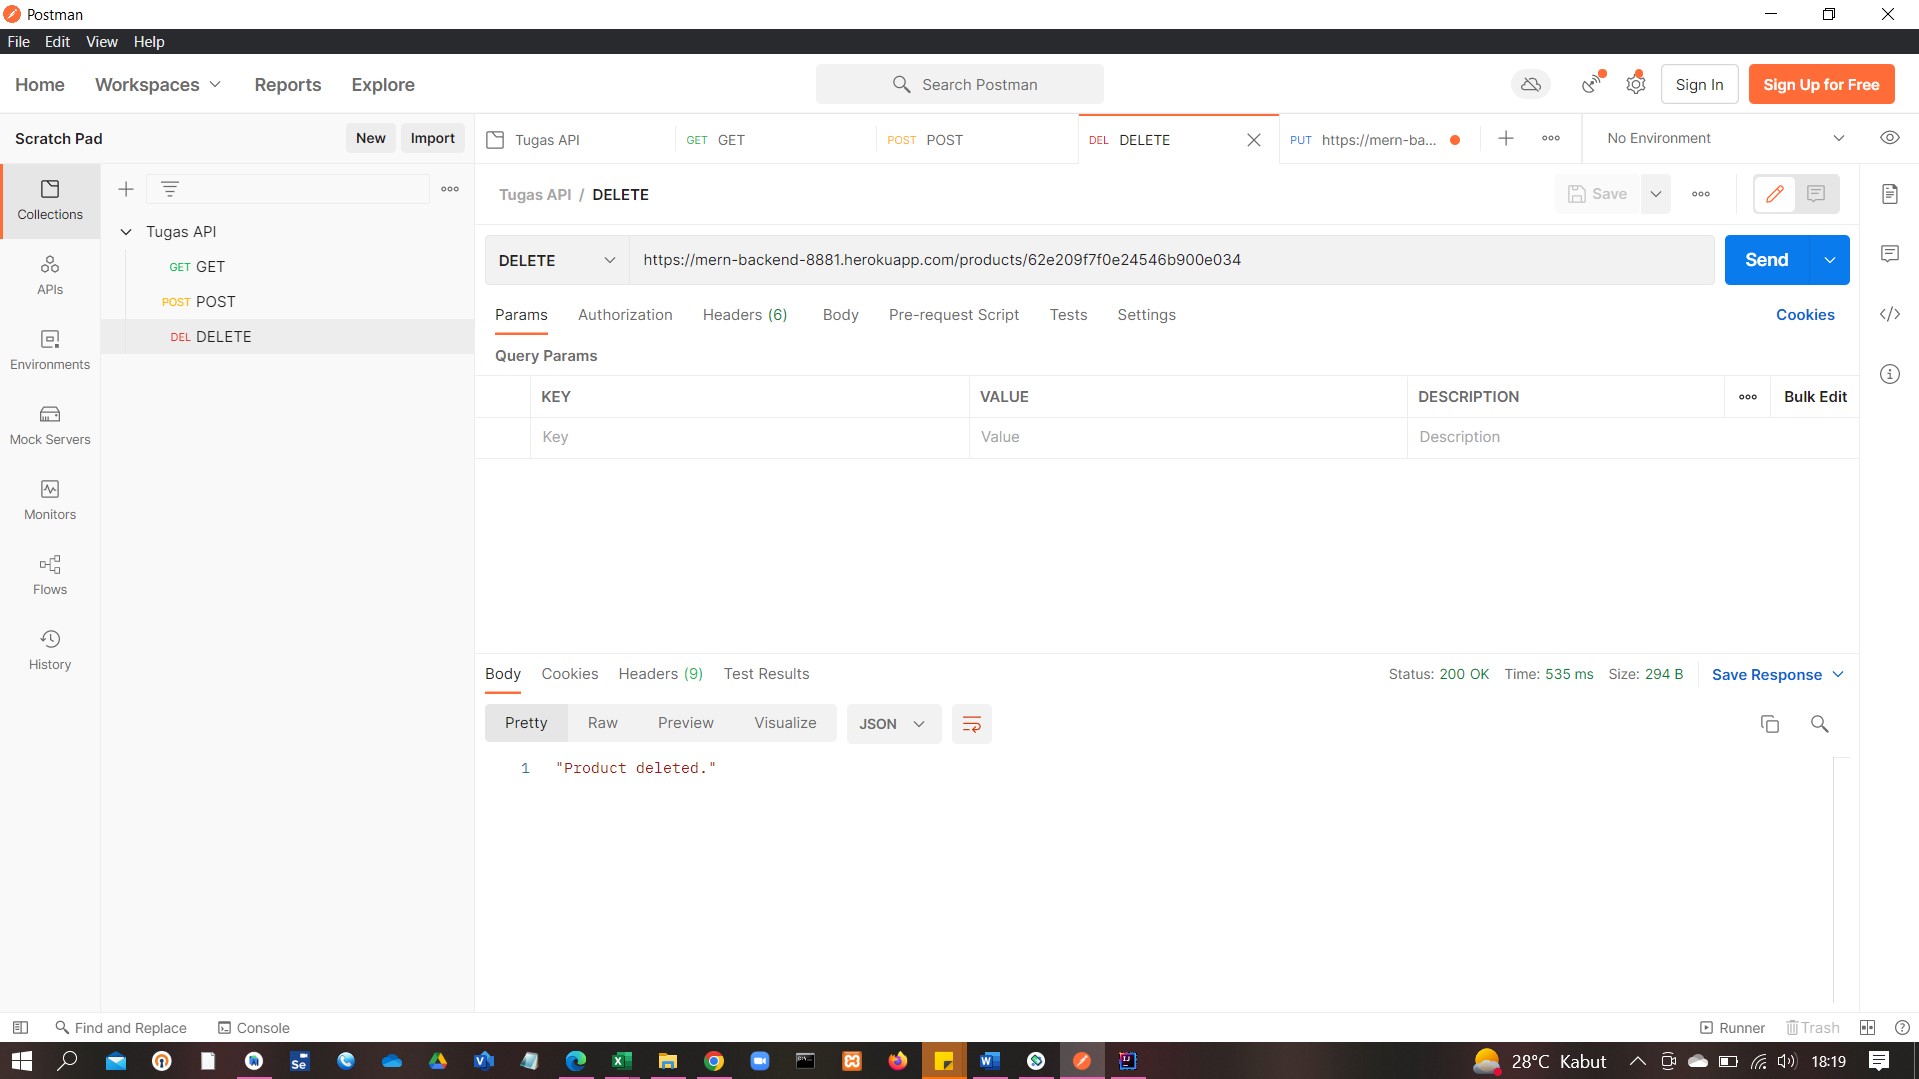 Postman
File Edit View Help
Home Workspaces Reports Explore Search Postman Sign In Sign Up for Free
Scratch Pad New Import Tugas API GET GET POST POST DEL DELETE PUT https://mern-ba... No Environment
Collections
Tugas API / DELETE Save
Tugas API
GET GET
POST POST
DEL DELETE
DELETE https://mern-backend-8881.herokuapp.com/products/62e209f7f0e24546b900e034 Send
APIs
Environments
Mock Servers
Monitors
Flows
History
Params Authorization Headers (6) Body Pre-request Script Tests Settings Cookies
Query Params
KEY VALUE DESCRIPTION Bulk Edit
Key Value Description
Body Cookies Headers (9) Test Results Status: 200 OK Time: 535 ms Size: 294 B Save Response
Pretty Raw Preview Visualize JSON
1 "Product deleted."
Find and Replace Console Runner Trash
28°C Kabut 18:19